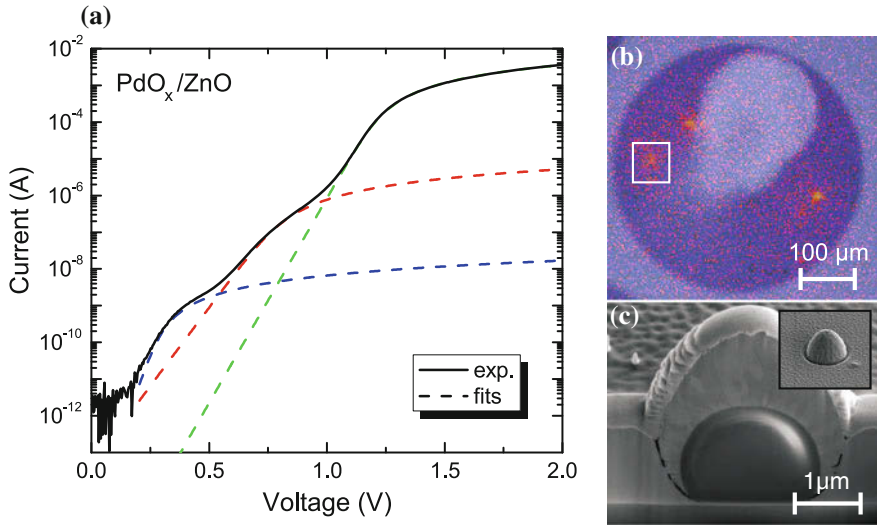 (a)
10^-2
10^-4
10^-6
10^-8
10^-10
10^-12
Current (A)
PdO_x/ZnO
exp.
fits
0.0 0.5 1.0 1.5 2.0
Voltage (V)
(b)
100 µm
(c)
1µm